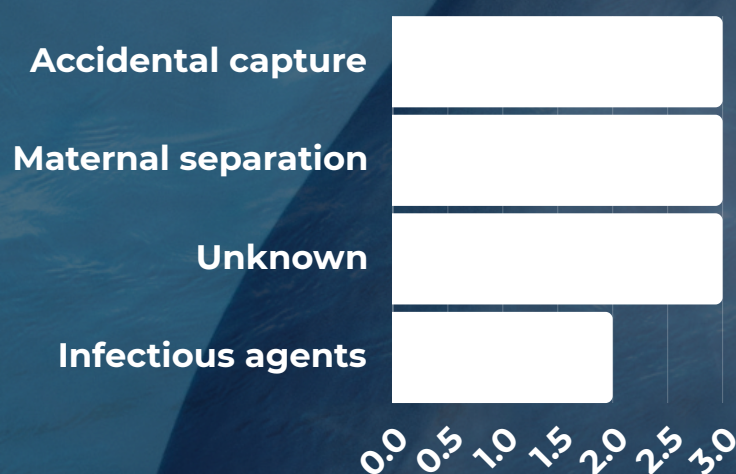 Accidental capture
Maternal separation
Unknown
Infectious agents
0.0 0.5 1.0 1.5 2.0 2.5 3.0